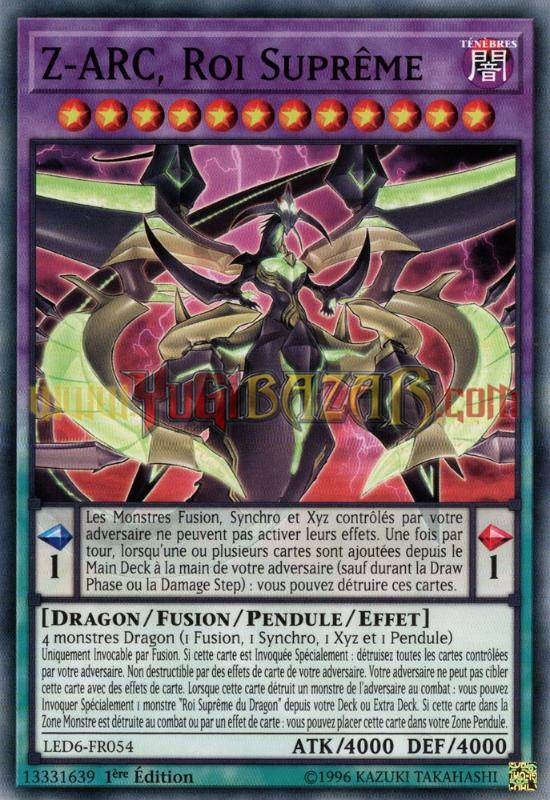 Z-ARC, Roi Suprême
TÉNÈBRES
闇
www.YUGIBAZAR.com
Les Monstres Fusion, Synchro et Xyz contrôlés par votre
adversaire ne peuvent pas activer leurs effets. Une fois par
tour, lorsqu'une ou plusieurs cartes sont ajoutées depuis le
Main Deck à la main de votre adversaire (sauf durant la Draw
Phase ou la Damage Step) : vous pouvez détruire ces cartes.
1
1
[Dragon/Fusion/Pendule/Effet]
4 monstres Dragon (1 Fusion, 1 Synchro, 1 Xyz et 1 Pendule)
Uniquement Invocable par Fusion. Si cette carte est Invoquée Spécialement : détruisez toutes les cartes contrôlées
par votre adversaire. Non destructible par des effets de carte de votre adversaire. Votre adversaire ne peut pas cibler
cette carte avec des effets de carte. Lorsque cette carte détruit un monstre de l'adversaire au combat : vous pouvez
Invoquer Spécialement 1 monstre "Roi Suprême du Dragon" depuis votre Deck ou Extra Deck. Si cette carte dans la
Zone Monstre est détruite au combat ou par un effet de carte : vous pouvez placer cette carte dans votre Zone Pendule.
LED6-FR054
ATK/4000 DEF/4000
13331639
1ère Édition
©1996 KAZUKI TAKAHASHI